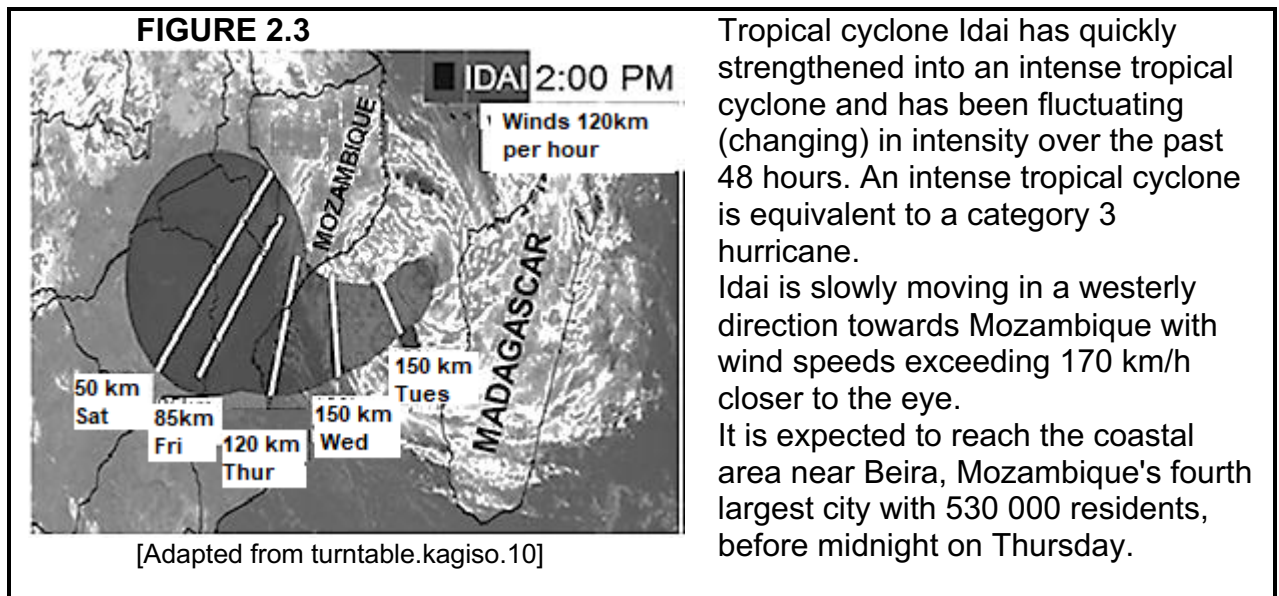 FIGURE 2.3
IDAI 2:00 PM
Winds 120km
per hour
MOZAMBIQUE
MADAGASCAR
50 km
Sat
85km
Fri
120 km
Thur
150 km
Wed
150 km
Tues
[Adapted from turntable.kagiso.10]
Tropical cyclone Idai has quickly
strengthened into an intense tropical
cyclone and has been fluctuating
(changing) in intensity over the past
48 hours. An intense tropical cyclone
is equivalent to a category 3
hurricane.
Idai is slowly moving in a westerly
direction towards Mozambique with
wind speeds exceeding 170 km/h
closer to the eye.
It is expected to reach the coastal
area near Beira, Mozambique's fourth
largest city with 530 000 residents,
before midnight on Thursday.